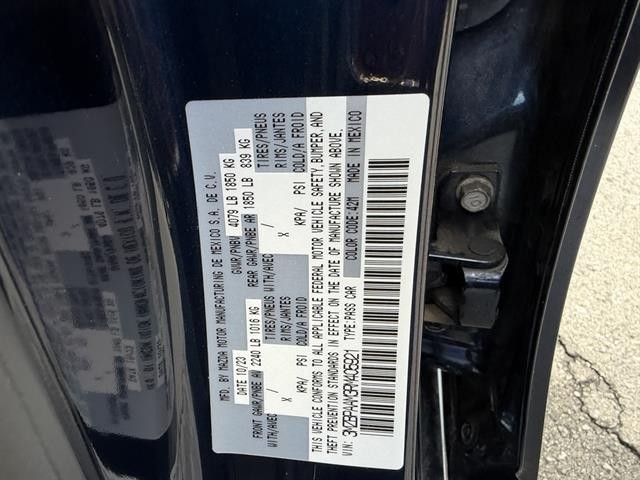 MFD. BY MAZDA MOTOR MANUFACTURING DE MEXICO S.A. DE C.V.
DATE 10/23 GVWR/PNBV 4079 LB 1850 KG
FRONT GAWR/PNBE AV 2240 LB 1016 KG REAR GAWR/PNBE AR 1850 LB 839 KG
WITH/AVEC TIRES/PNEUS WITH/AVEC TIRES/PNEUS
/ X RIMS/JANTES / X RIMS/JANTES
KPA/ PSI COLD/A FROID KPA/ PSI COLD/A FROID
THIS VEHICLE CONFORMS TO ALL APPLICABLE FEDERAL MOTOR VEHICLE SAFETY, BUMPER, AND
THEFT PREVENTION STANDARDS IN EFFECT ON THE DATE OF MANUFACTURE SHOWN ABOVE.
VIN: 3MZBPAAM3RM405921 TYPE:PASS CAR COLOR CODE:42M MADE IN MEXICO